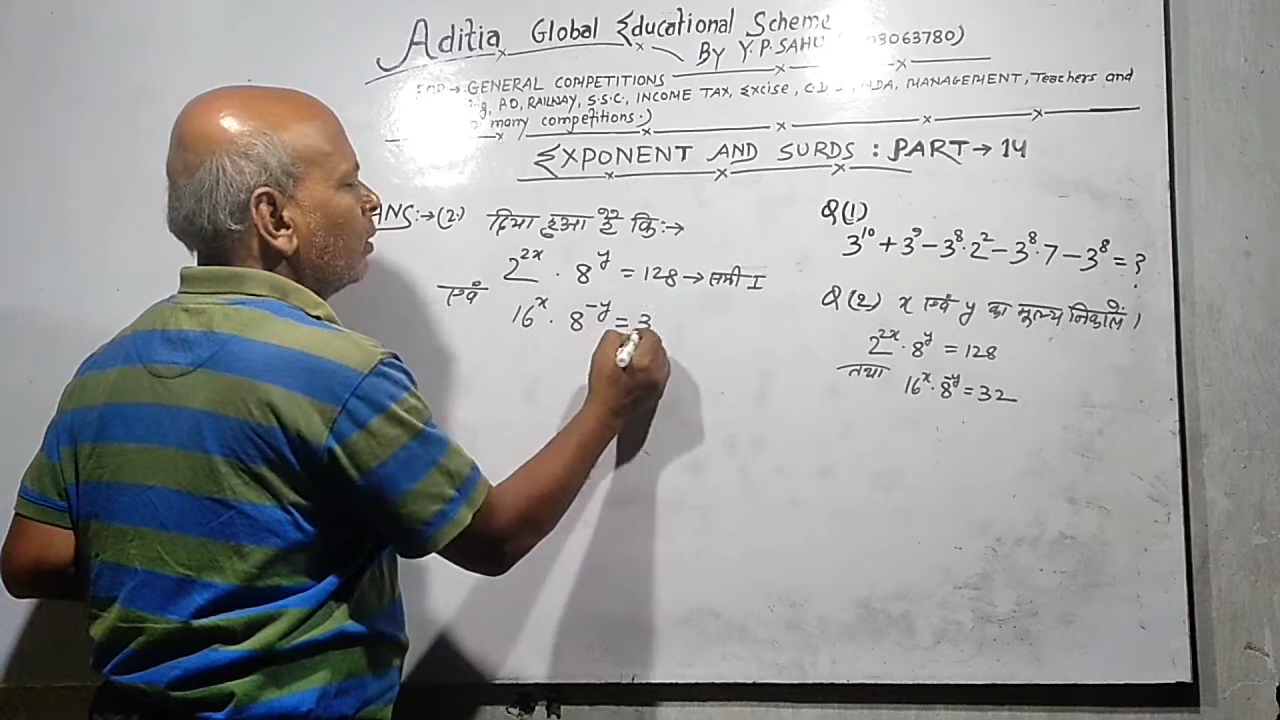 Aditia Global Educational Scheme
By Y.P. SAHU 3063780)
GENERAL COMPETITIONS
P.O, RAILWAY, S.S.C, INCOME TAX, Excise, NDA, MANAGEMENT, Teachers and
many competitions.)
EXPONENT AND SURDS : PART → 14
ANS:→(2.) दिया हुआ है कि:→
2^{2x} · 8^y = 128 → समी I
एवं
16^x · 8^{-y} = 3
Q(1)
3^{10} + 3^9 - 3^8·2^2 - 3^8·7 - 3^8 = ?
Q(2) x एवं y का मूल्य निकालें।
2^{2x} · 8^y = 128
तथा
16^x · 8^{-y} = 32